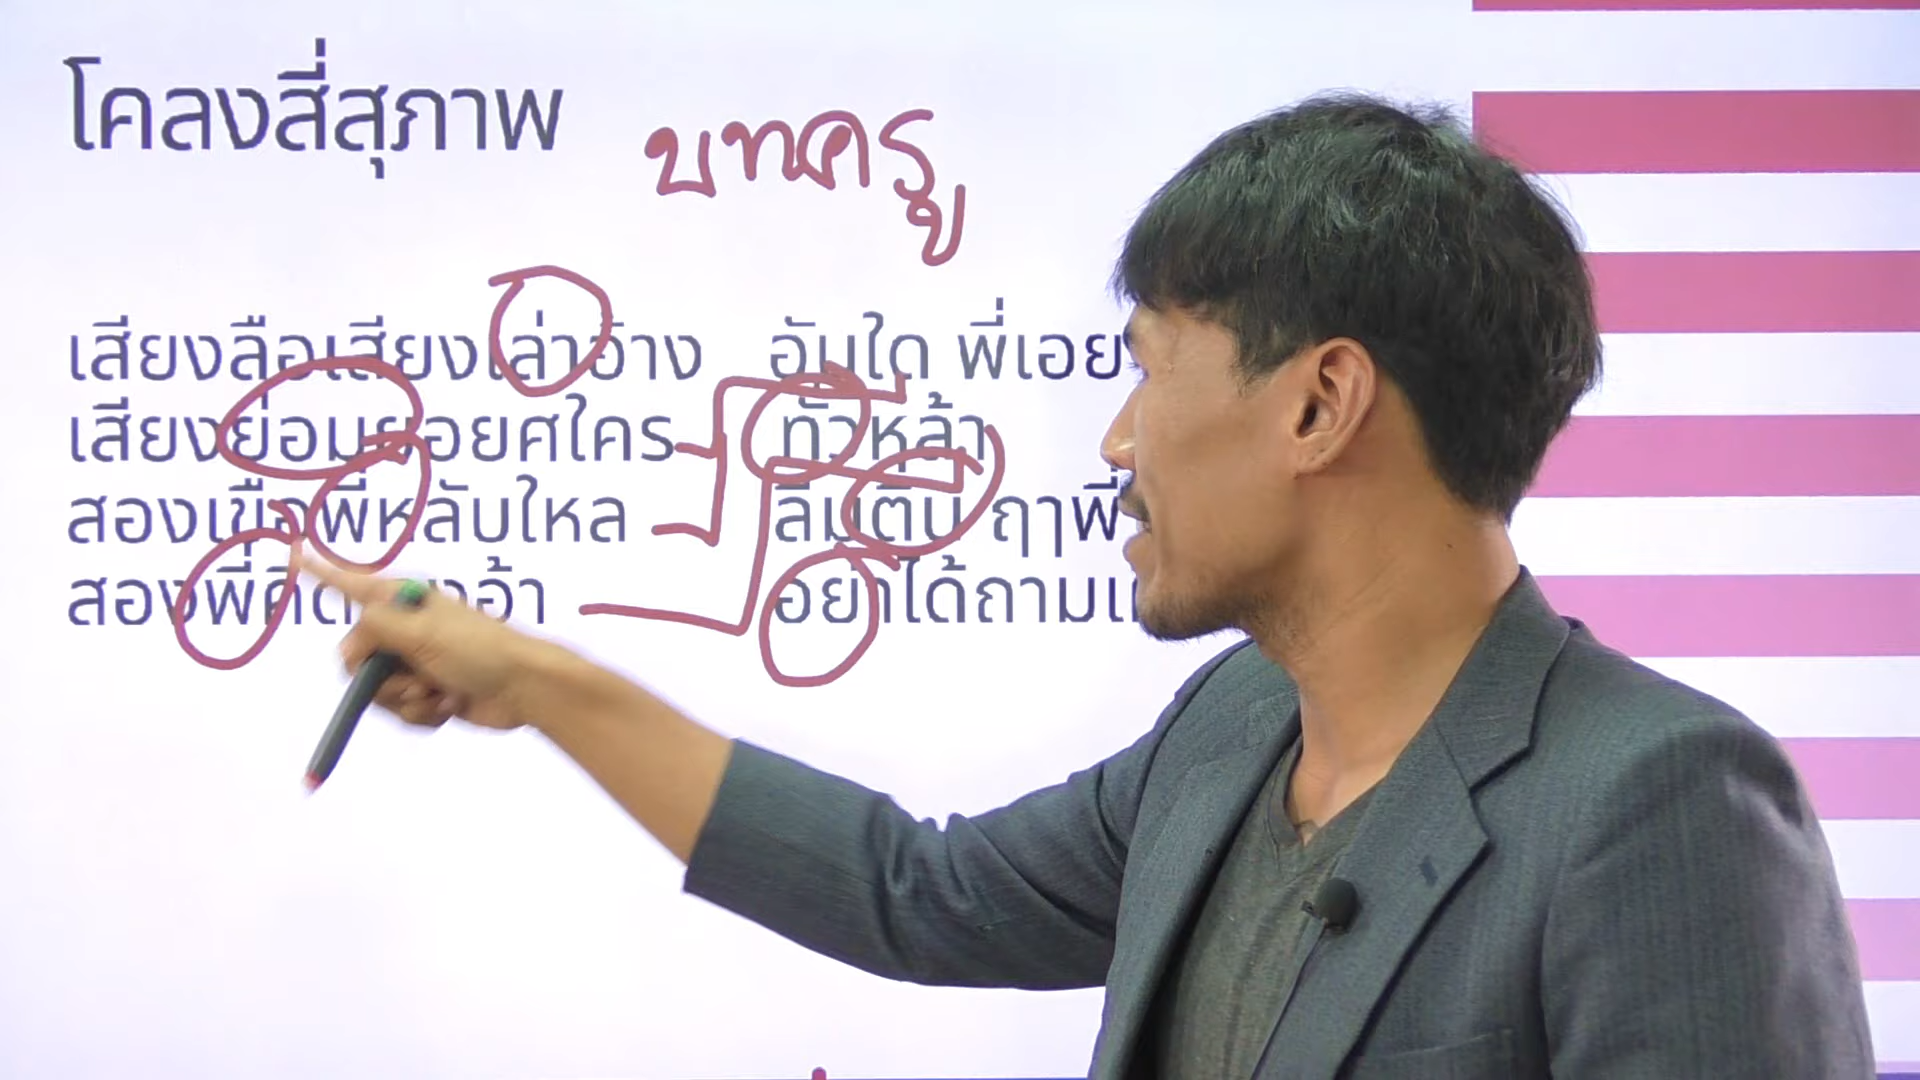 โคลงสี่สุภาพ
บทครู
เสียงลือเสียงเล่าอ้าง อันใด พี่เอย
เสียงย่อมยอยศใคร ทั่วหล้า
สองเขือพี่หลับใหล ลืมตื่น ฤๅพี่
สองพี่คิด อ้า อย่าได้ถาม